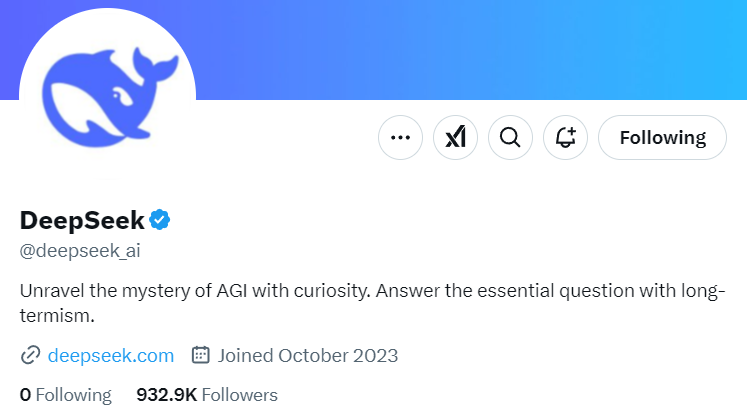 Following
DeepSeek
@deepseek_ai
Unravel the mystery of AGI with curiosity. Answer the essential question with long-
termism.
deepseek.com Joined October 2023
0 Following 932.9K Followers